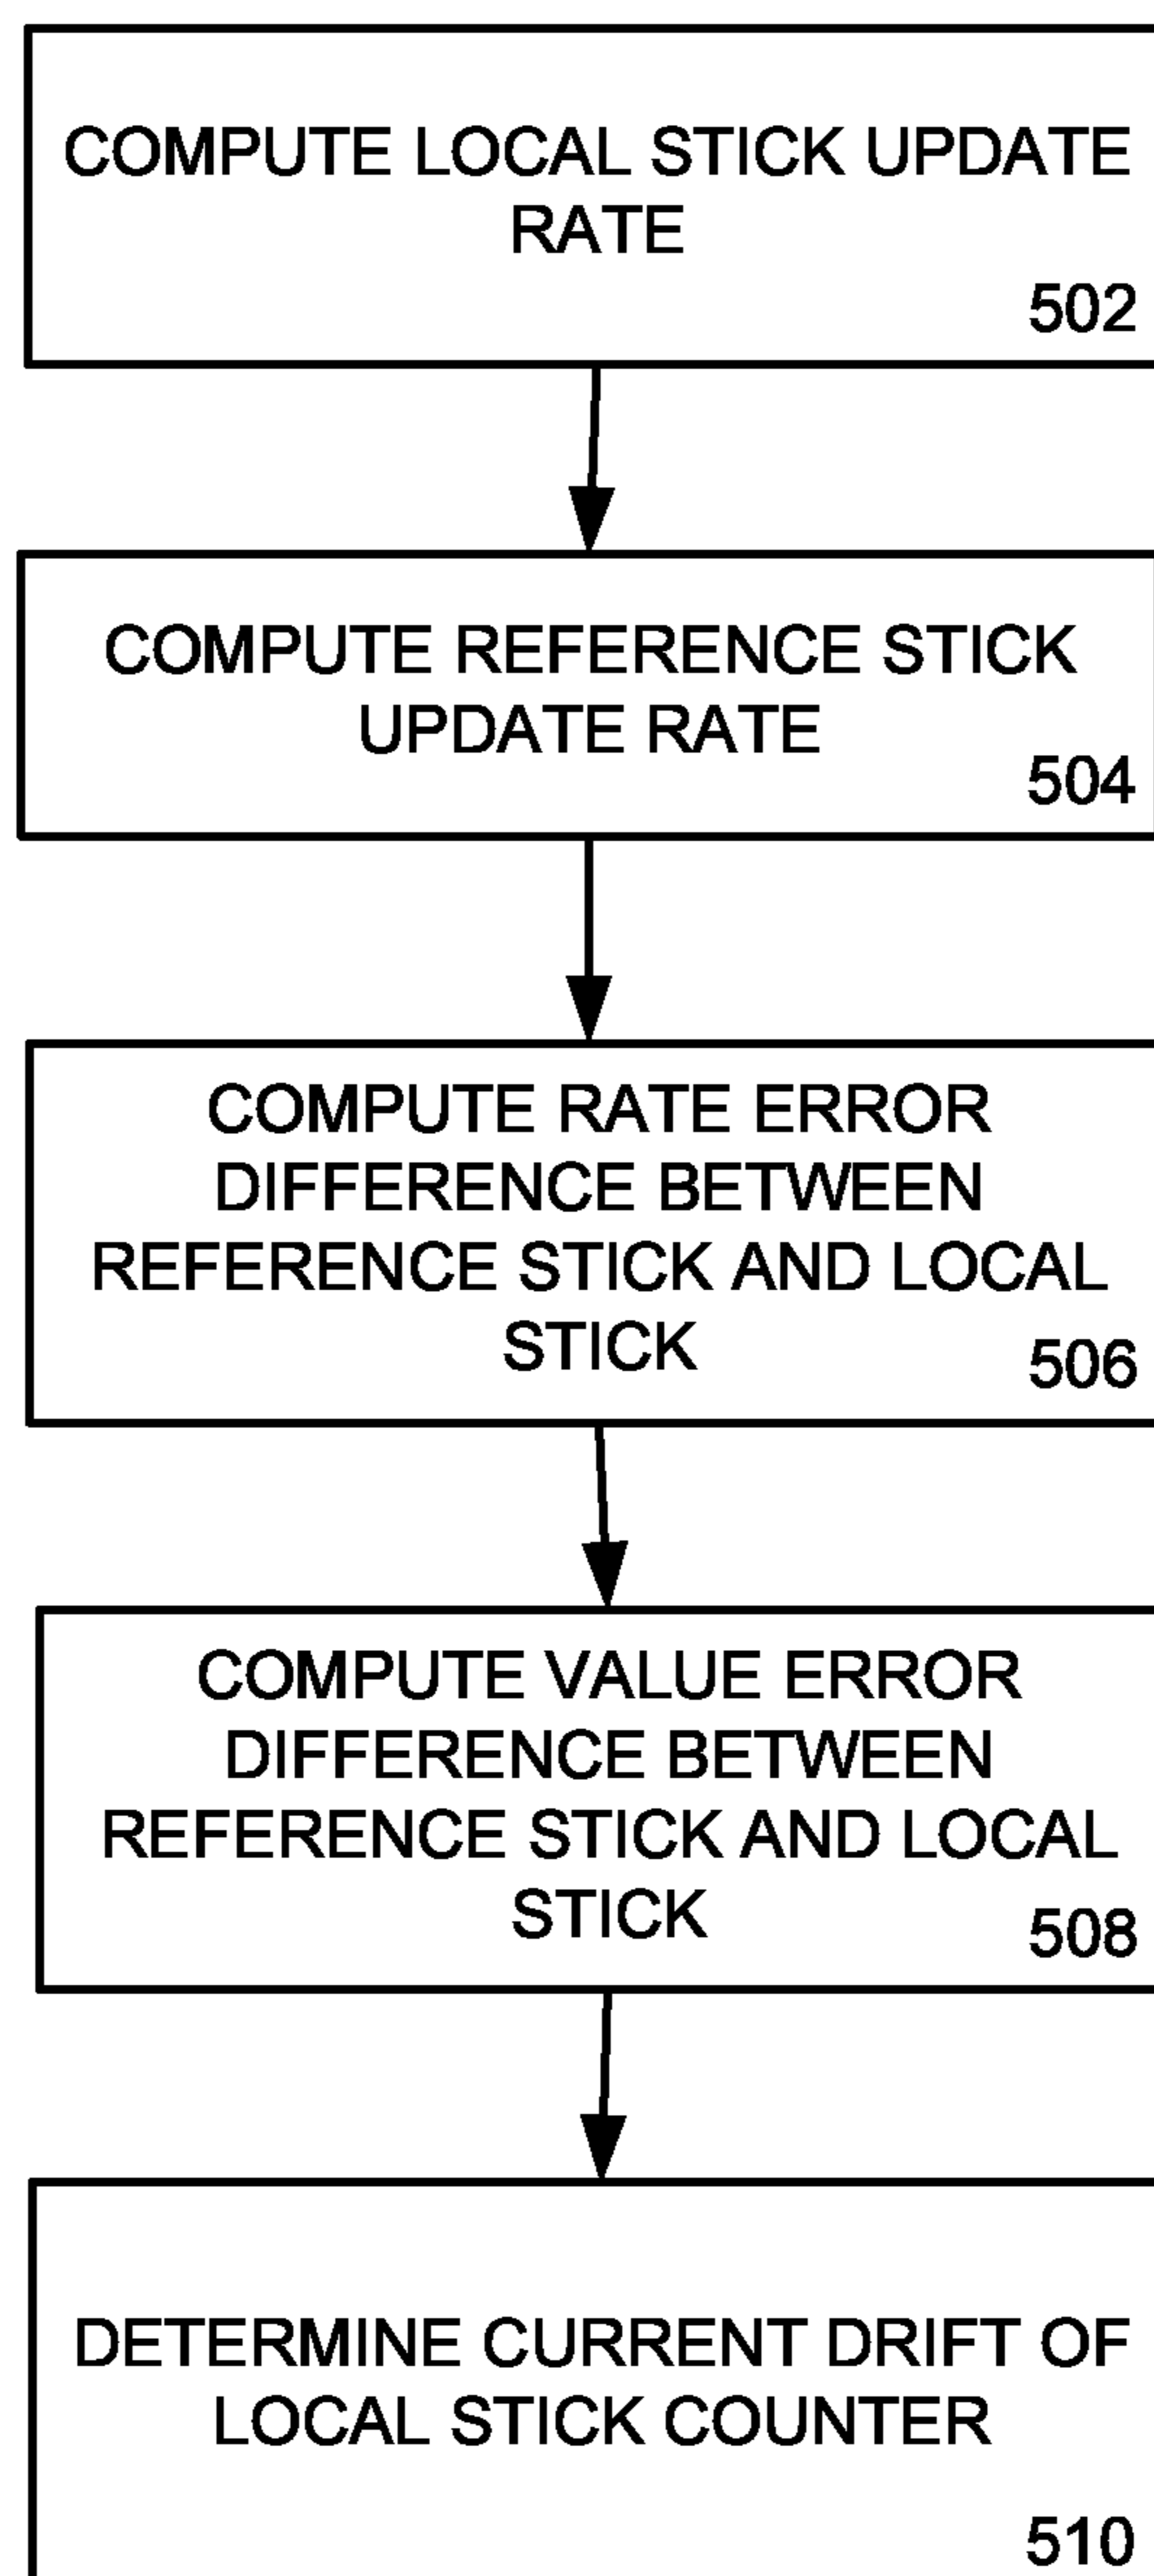 COMPUTE LOCAL STICK UPDATE
RATE
502
COMPUTE REFERENCE STICK
UPDATE RATE
504
COMPUTE RATE ERROR
DIFFERENCE BETWEEN
REFERENCE STICK AND LOCAL
STICK
506
COMPUTE VALUE ERROR
DIFFERENCE BETWEEN
REFERENCE STICK AND LOCAL
STICK
508
DETERMINE CURRENT DRIFT OF
LOCAL STICK COUNTER
510